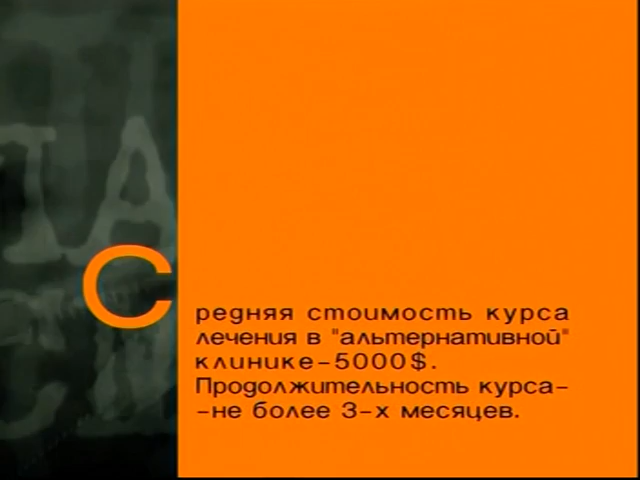 Средняя стоимость курса
лечения в "альтернативной"
клинике-5000$.
Продолжительность курса-
-не более 3-х месяцев.